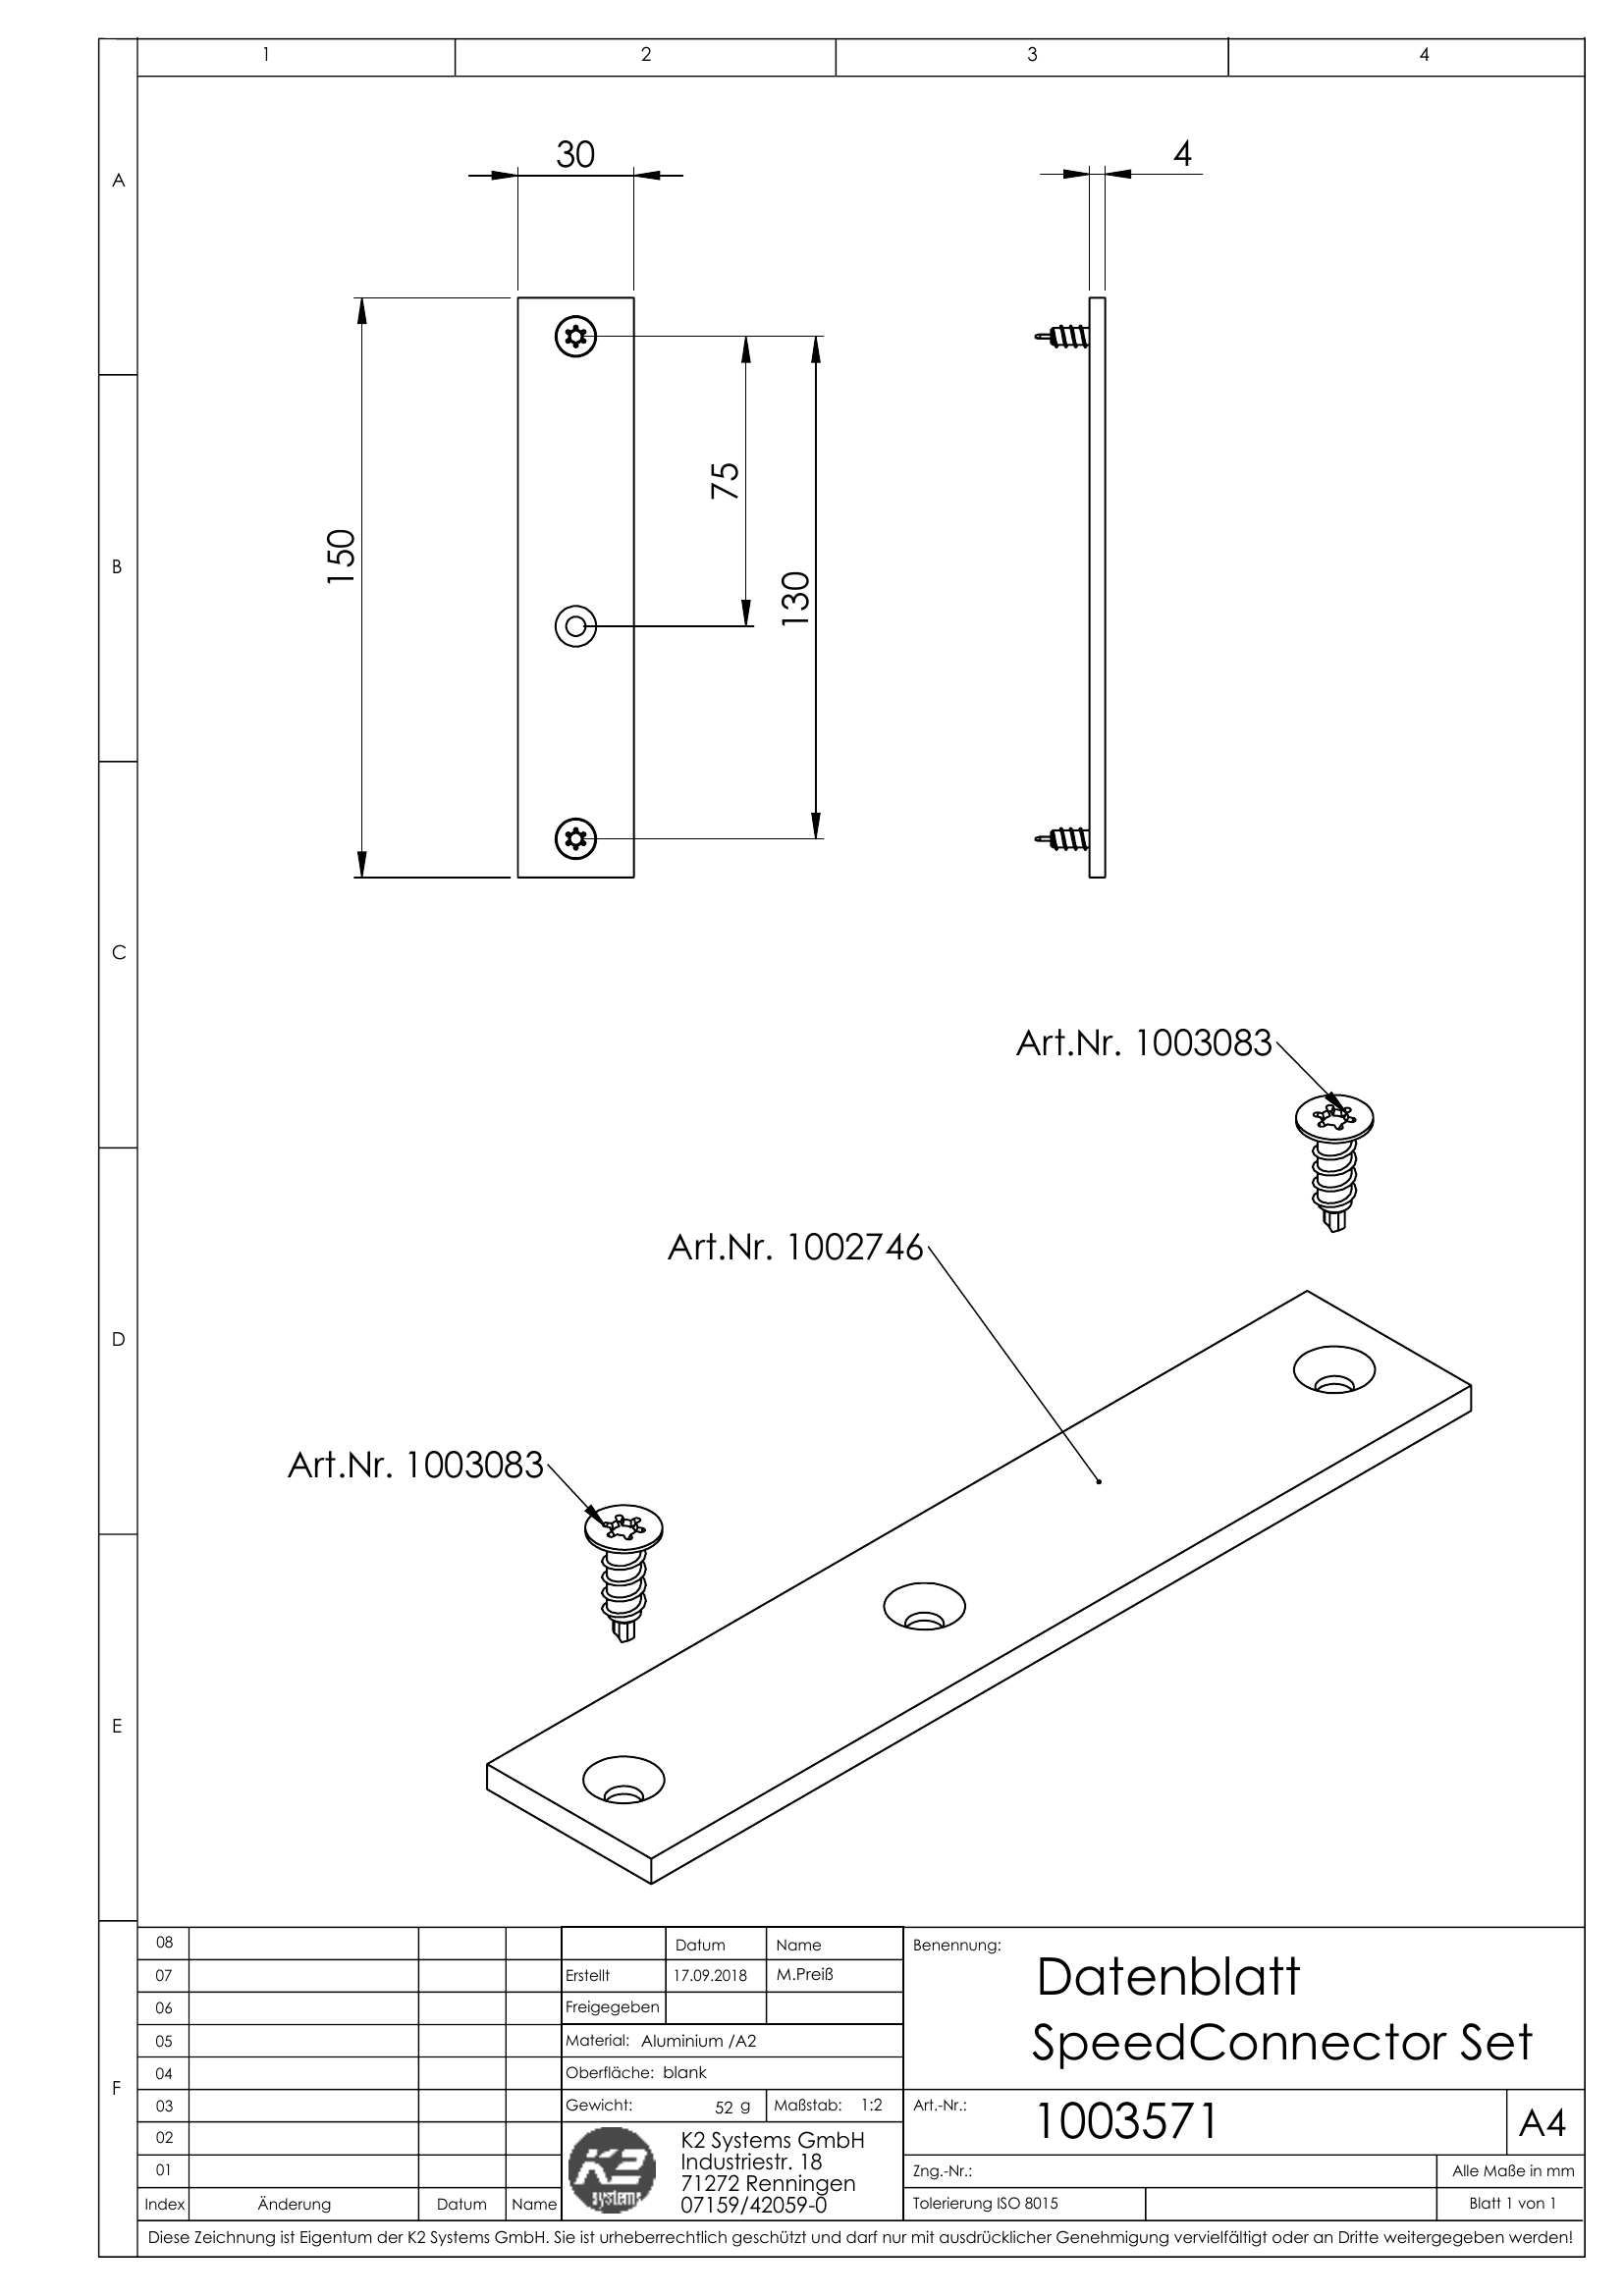 1 2 3 4
A
B
C
D
E
F
30
4
150
75
130
Art.Nr. 1003083
Art.Nr. 1002746
Art.Nr. 1003083
08
07
06
05
04
03
02
01
Index Änderung Datum Name
Datum Name
Erstellt 17.09.2018 M.Preiß
Freigegeben
Material: Aluminium /A2
Oberfläche: blank
Gewicht: 52 g Maßstab: 1:2
K2 systems
K2 Systems GmbH
Industriestr. 18
71272 Renningen
07159/42059-0
Benennung:
Datenblatt
SpeedConnector Set
Art.-Nr.: 1003571 A4
Zng.-Nr.: Alle Maße in mm
Tolerierung ISO 8015 Blatt 1 von 1
Diese Zeichnung ist Eigentum der K2 Systems GmbH. Sie ist urheberrechtlich geschützt und darf nur mit ausdrücklicher Genehmigung vervielfältigt oder an Dritte weitergegeben werden!